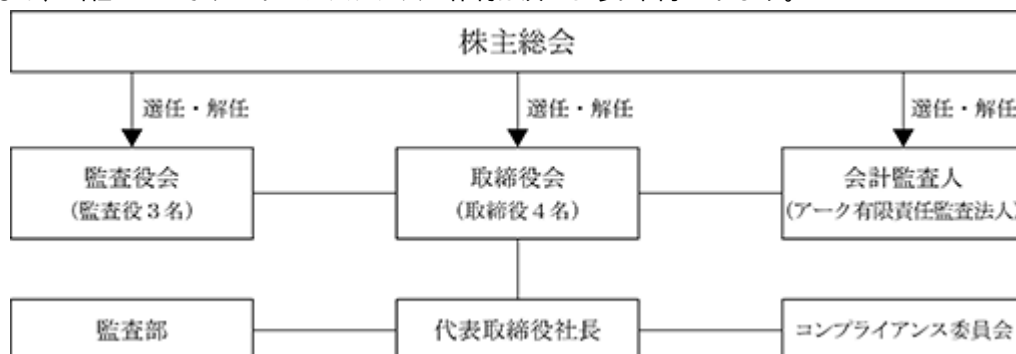 株主総会
選任・解任
選任・解任
選任・解任
監査役会
(監査役3名)
取締役会
(取締役4名)
会計監査人
(アーク有限責任監査法人)
監査部
代表取締役社長
コンプライアンス委員会